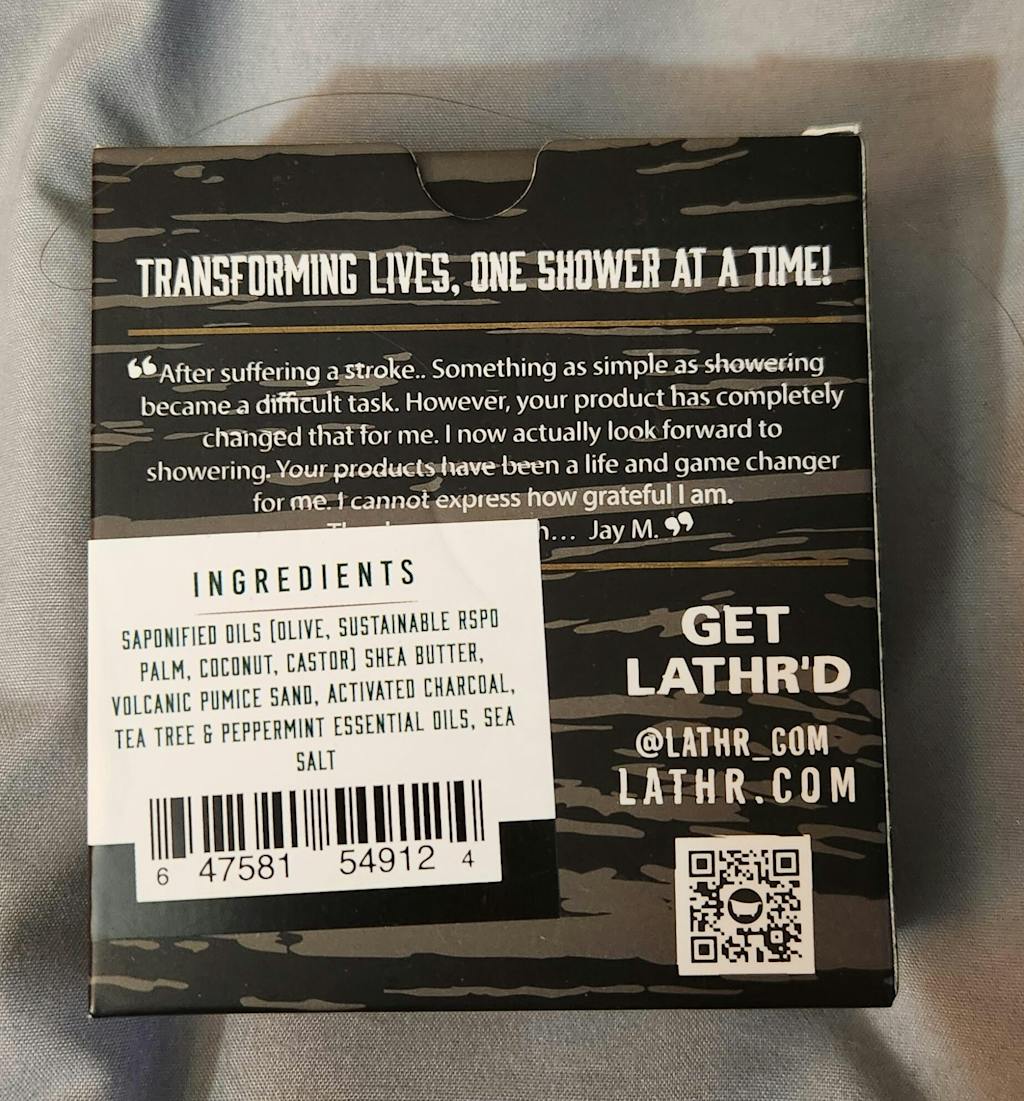 TRANSFORMING LIVES, ONE SHOWER AT A TIME!
“After suffering a stroke.. Something as simple as showering
became a difficult task. However, your product has completely
changed that for me. I now actually look forward to
showering. Your products have been a life and game changer
for me. I cannot express how grateful I am.
... Jay M.”
INGREDIENTS
SAPONIFIED OILS (OLIVE, SUSTAINABLE RSPO
PALM, COCONUT, CASTOR) SHEA BUTTER,
VOLCANIC PUMICE SAND, ACTIVATED CHARCOAL,
TEA TREE & PEPPERMINT ESSENTIAL OILS, SEA
SALT
6 47581 54912 4
GET
LATHR'D
@LATHR_COM
LATHR.COM